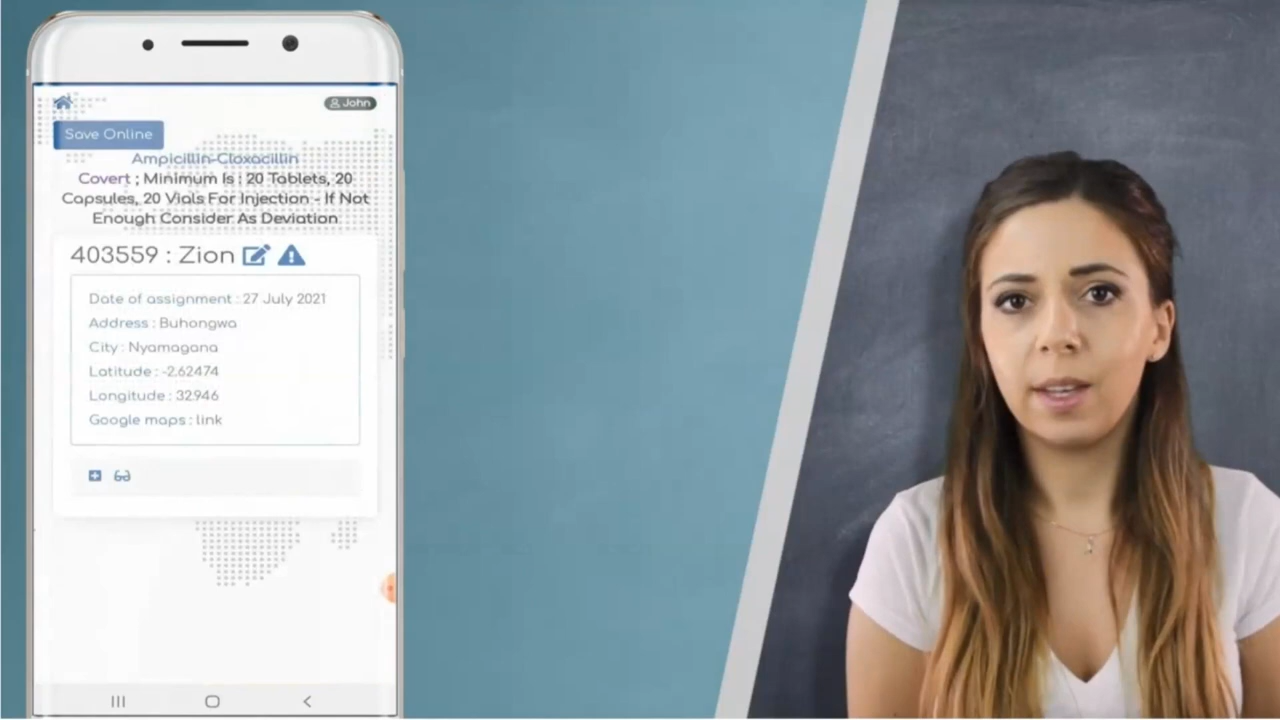 John
Save Online
Ampicillin-Cloxacillin
Covert ; Minimum Is : 20 Tablets, 20
Capsules, 20 Vials For Injection - If Not
Enough Consider As Deviation
403559 : Zion
Date of assignment : 27 July 2021
Address : Buhongwa
City : Nyamagana
Latitude : -2.62474
Longitude : 32.946
Google maps : link